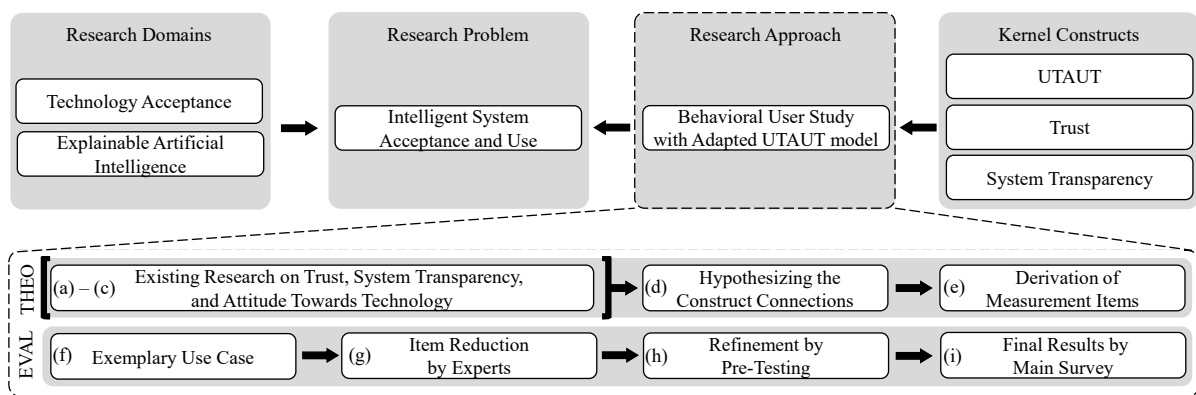 Research Domains
Technology Acceptance
Explainable Artificial
Intelligence
Research Problem
Intelligent System
Acceptance and Use
Research Approach
Behavioral User Study
with Adapted UTAUT model
Kernel Constructs
UTAUT
Trust
System Transparency
THEO
(a) – (c)
Existing Research on Trust, System Transparency,
and Attitude Towards Technology
(d)
Hypothesizing the
Construct Connections
(e)
Derivation of
Measurement Items
EVAL
(f)
Exemplary Use Case
(g)
Item Reduction
by Experts
(h)
Refinement by
Pre-Testing
(i)
Final Results by
Main Survey